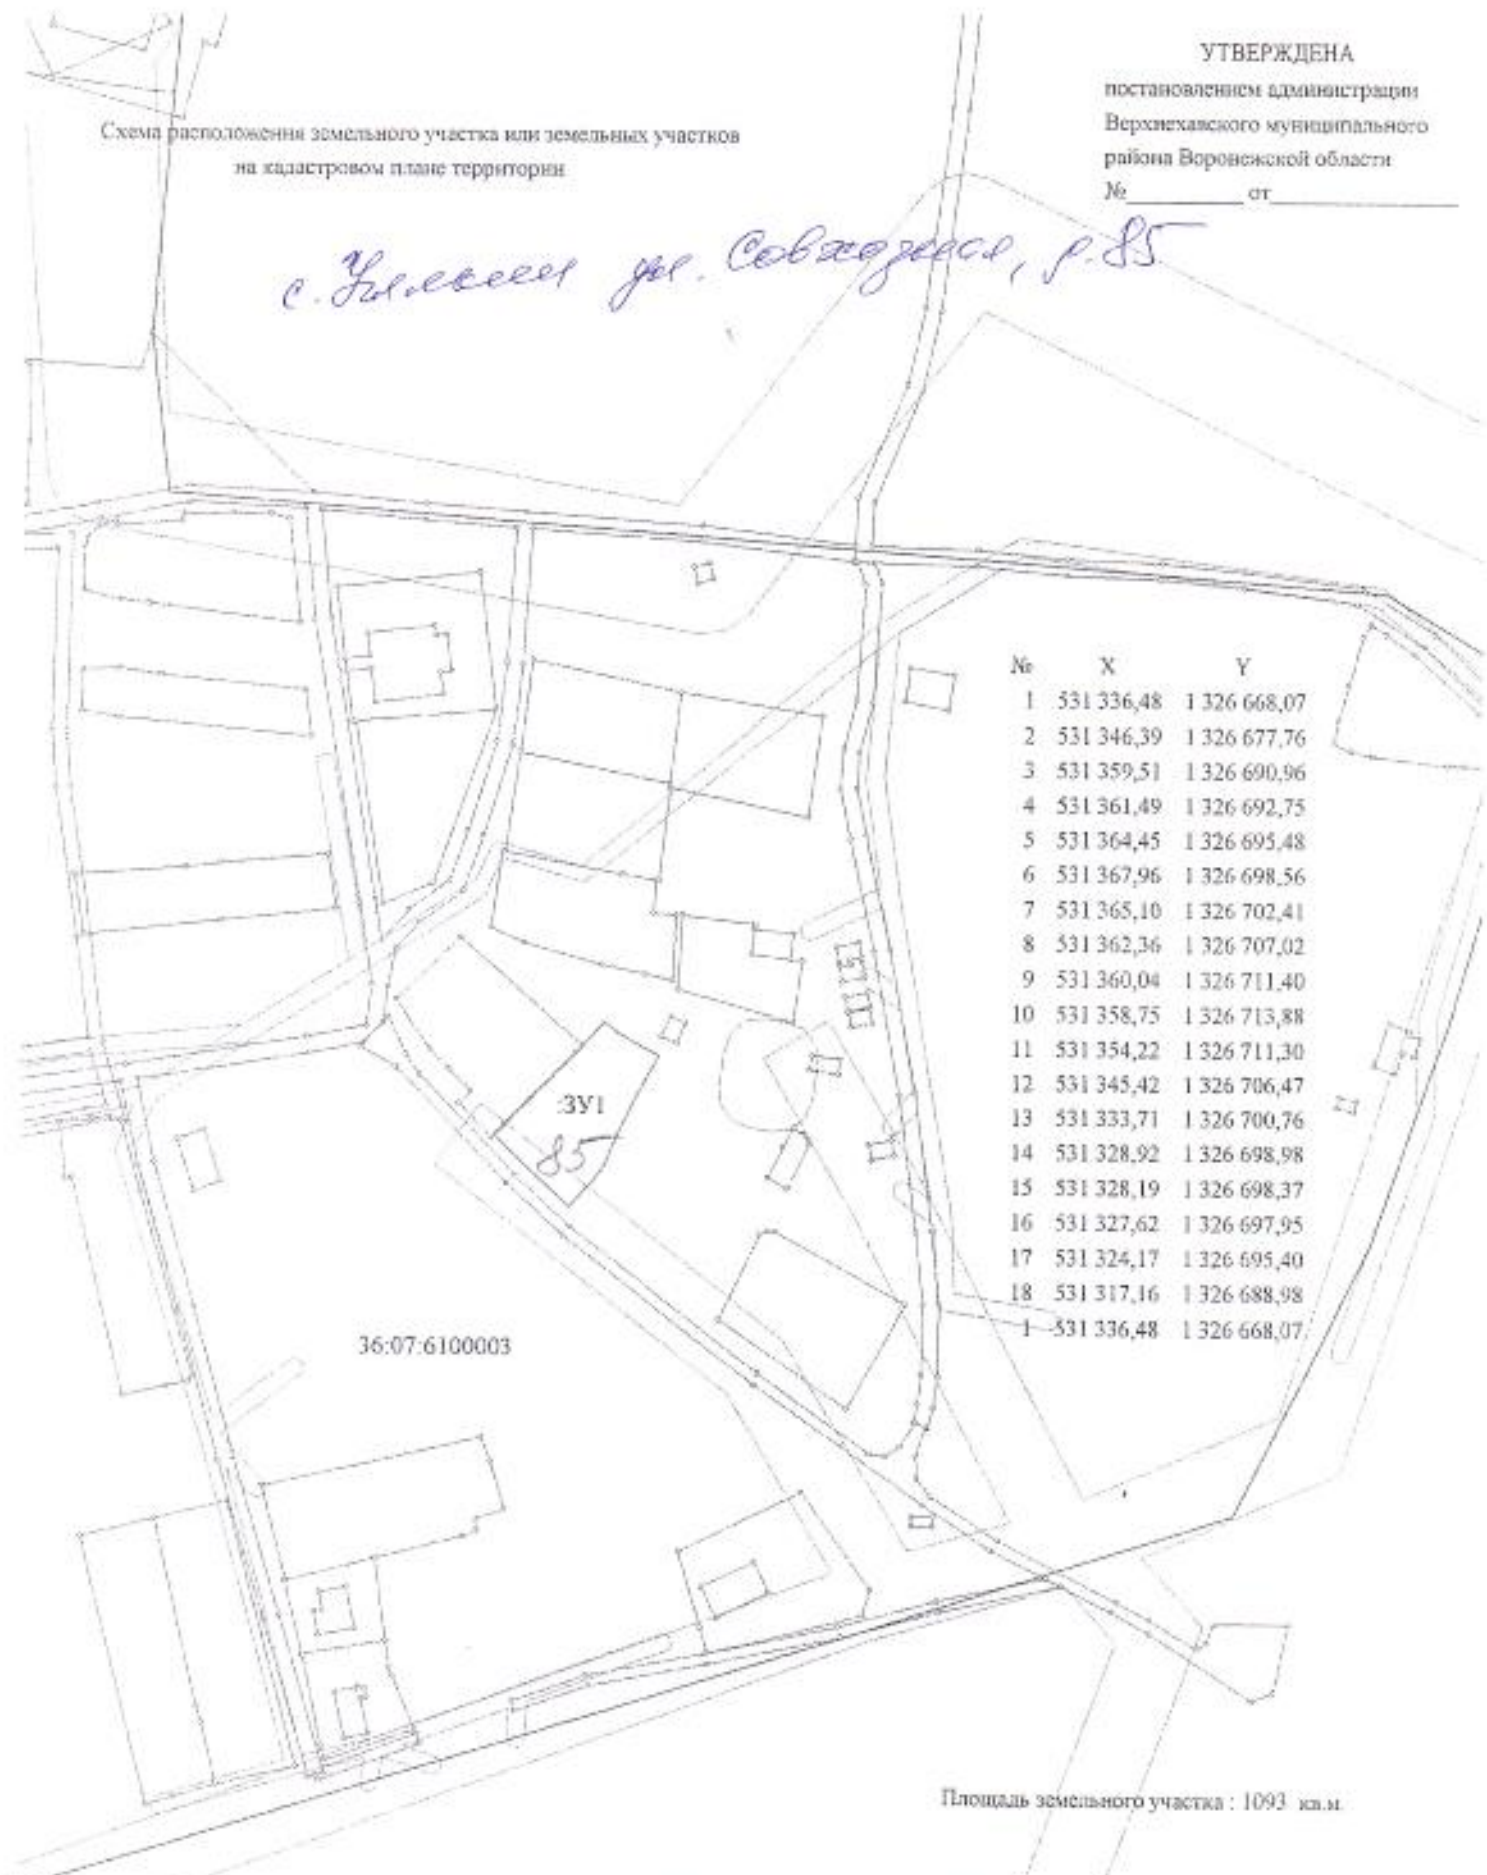 УТВЕРЖДЕНА
постановлением администрации
Верхнехавского муниципального
района Воронежской области
№__________ от________________
Схема расположения земельного участка или земельных участков
на кадастровом плане территории
с. ул. Совхозная, д. 85
№ X Y
1 531 336,48 1 326 668,07
2 531 346,39 1 326 677,76
3 531 359,51 1 326 690,96
4 531 361,49 1 326 692,75
5 531 364,45 1 326 695,48
6 531 367,96 1 326 698,56
7 531 365,10 1 326 702,41
8 531 362,36 1 326 707,02
9 531 360,04 1 326 711,40
10 531 358,75 1 326 713,88
11 531 354,22 1 326 711,30
12 531 345,42 1 326 706,47
13 531 333,71 1 326 700,76
14 531 328,92 1 326 698,98
15 531 328,19 1 326 698,37
16 531 327,62 1 326 697,95
17 531 324,17 1 326 695,40
18 531 317,16 1 326 688,98
1 531 336,48 1 326 668,07
:ЗУ1
85
36:07:6100003
Площадь земельного участка : 1093 кв.м